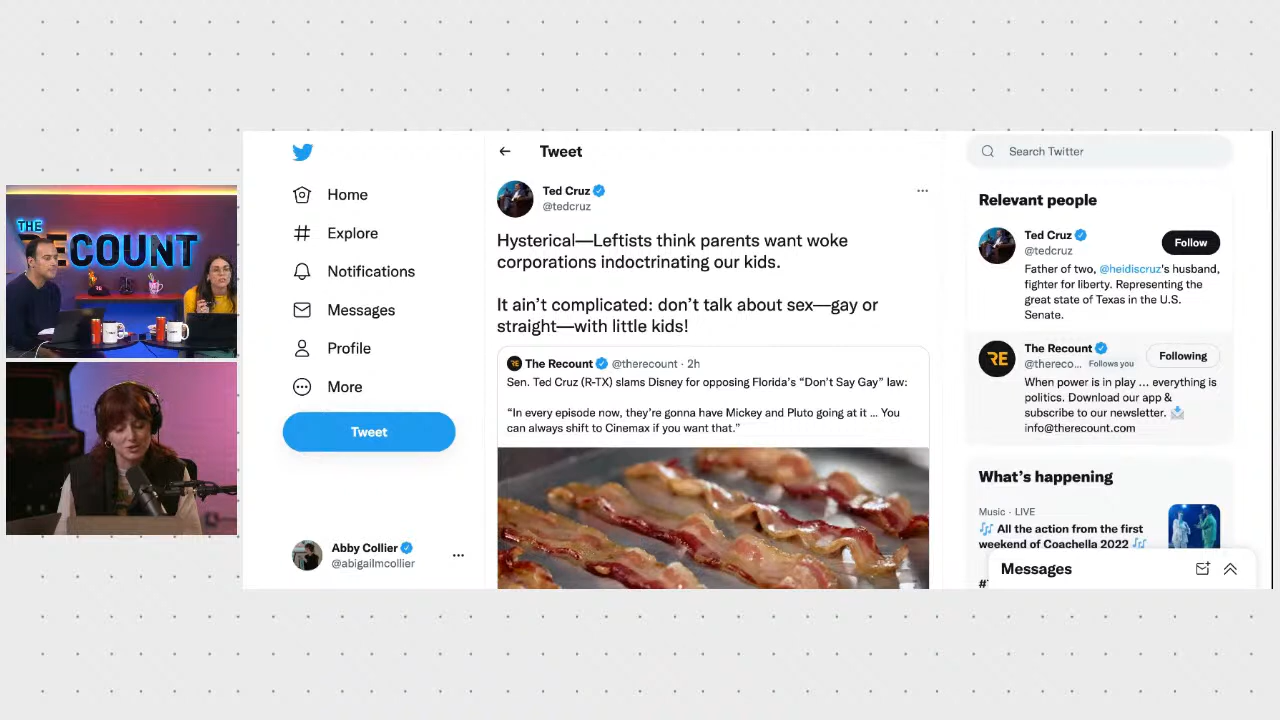 THE
RECOUNT
Home
Explore
Notifications
Messages
Profile
More
Tweet
Abby Collier
@abigailmcollier
Tweet
Ted Cruz
@tedcruz
Hysterical—Leftists think parents want woke
corporations indoctrinating our kids.
It ain't complicated: don't talk about sex—gay or
straight—with little kids!
The Recount @therecount · 2h
Sen. Ted Cruz (R-TX) slams Disney for opposing Florida's “Don't Say Gay” law:
“In every episode now, they're gonna have Mickey and Pluto going at it ... You
can always shift to Cinemax if you want that.”
Search Twitter
Relevant people
Ted Cruz
@tedcruz
Follow
Father of two, @heidiscruz's husband,
fighter for liberty. Representing the
great state of Texas in the U.S.
Senate.
RE
The Recount
@thereco... Follows you
Following
When power is in play ... everything is
politics. Download our app &
subscribe to our newsletter. 📩
info@therecount.com
What's happening
Music · LIVE
🎶 All the action from the first
weekend of Coachella 2022 🎶
Messages